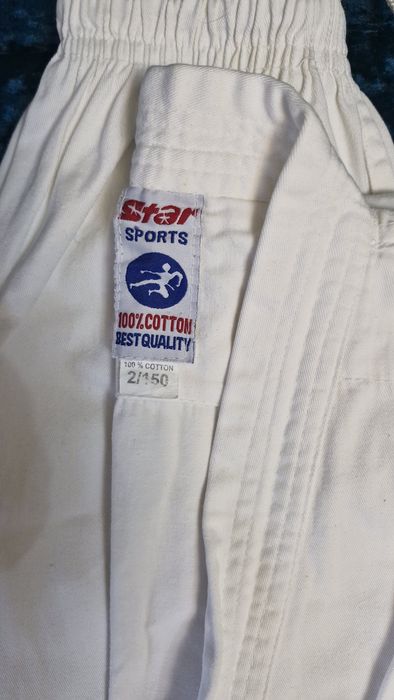 Star
SPORTS
100% COTTON
BEST QUALITY
100 % COTTON
2/150